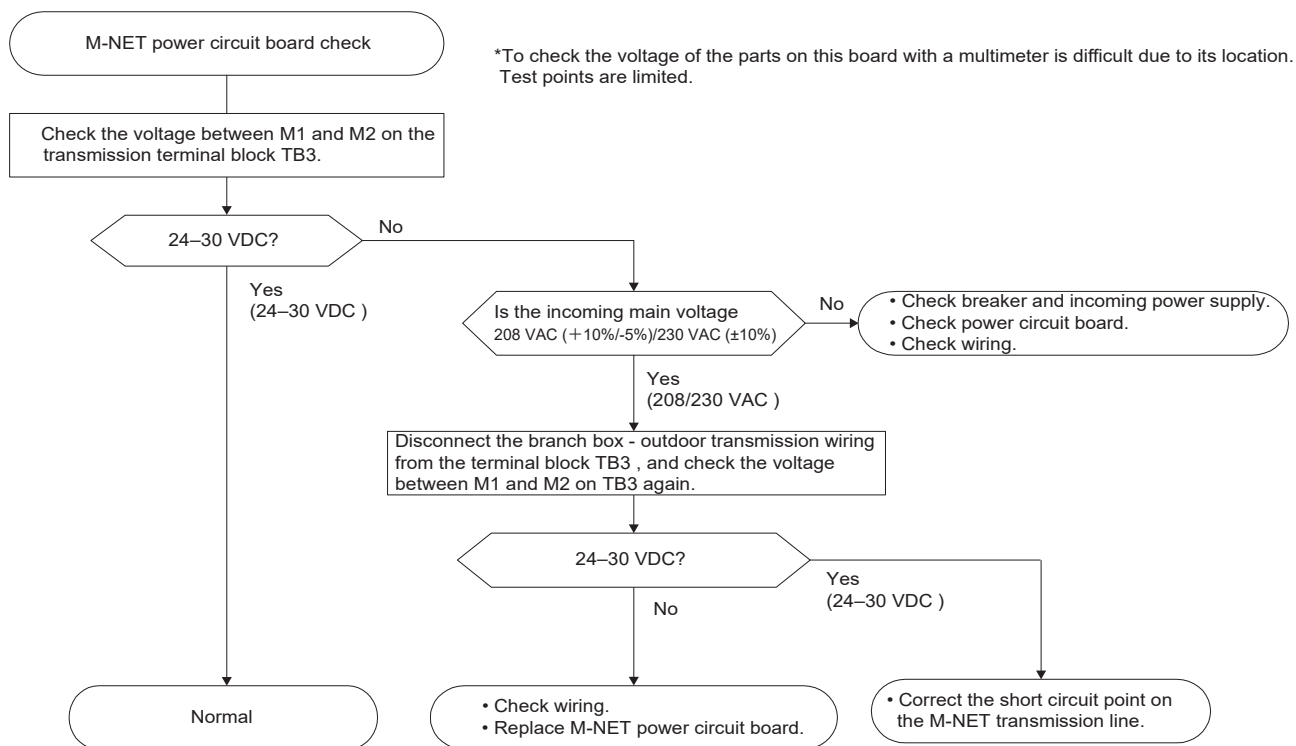 M-NET power circuit board check
*To check the voltage of the parts on this board with a multimeter is difficult due to its location.
Test points are limited.
Check the voltage between M1 and M2 on the
transmission terminal block TB3.
24–30 VDC?
No
Yes
(24–30 VDC )
Is the incoming main voltage
208 VAC (+10%/-5%)/230 VAC (±10%)
No
• Check breaker and incoming power supply.
• Check power circuit board.
• Check wiring.
Yes
(208/230 VAC )
Disconnect the branch box - outdoor transmission wiring
from the terminal block TB3 , and check the voltage
between M1 and M2 on TB3 again.
24–30 VDC?
Yes
(24–30 VDC )
No
Normal
• Check wiring.
• Replace M-NET power circuit board.
• Correct the short circuit point on
the M-NET transmission line.